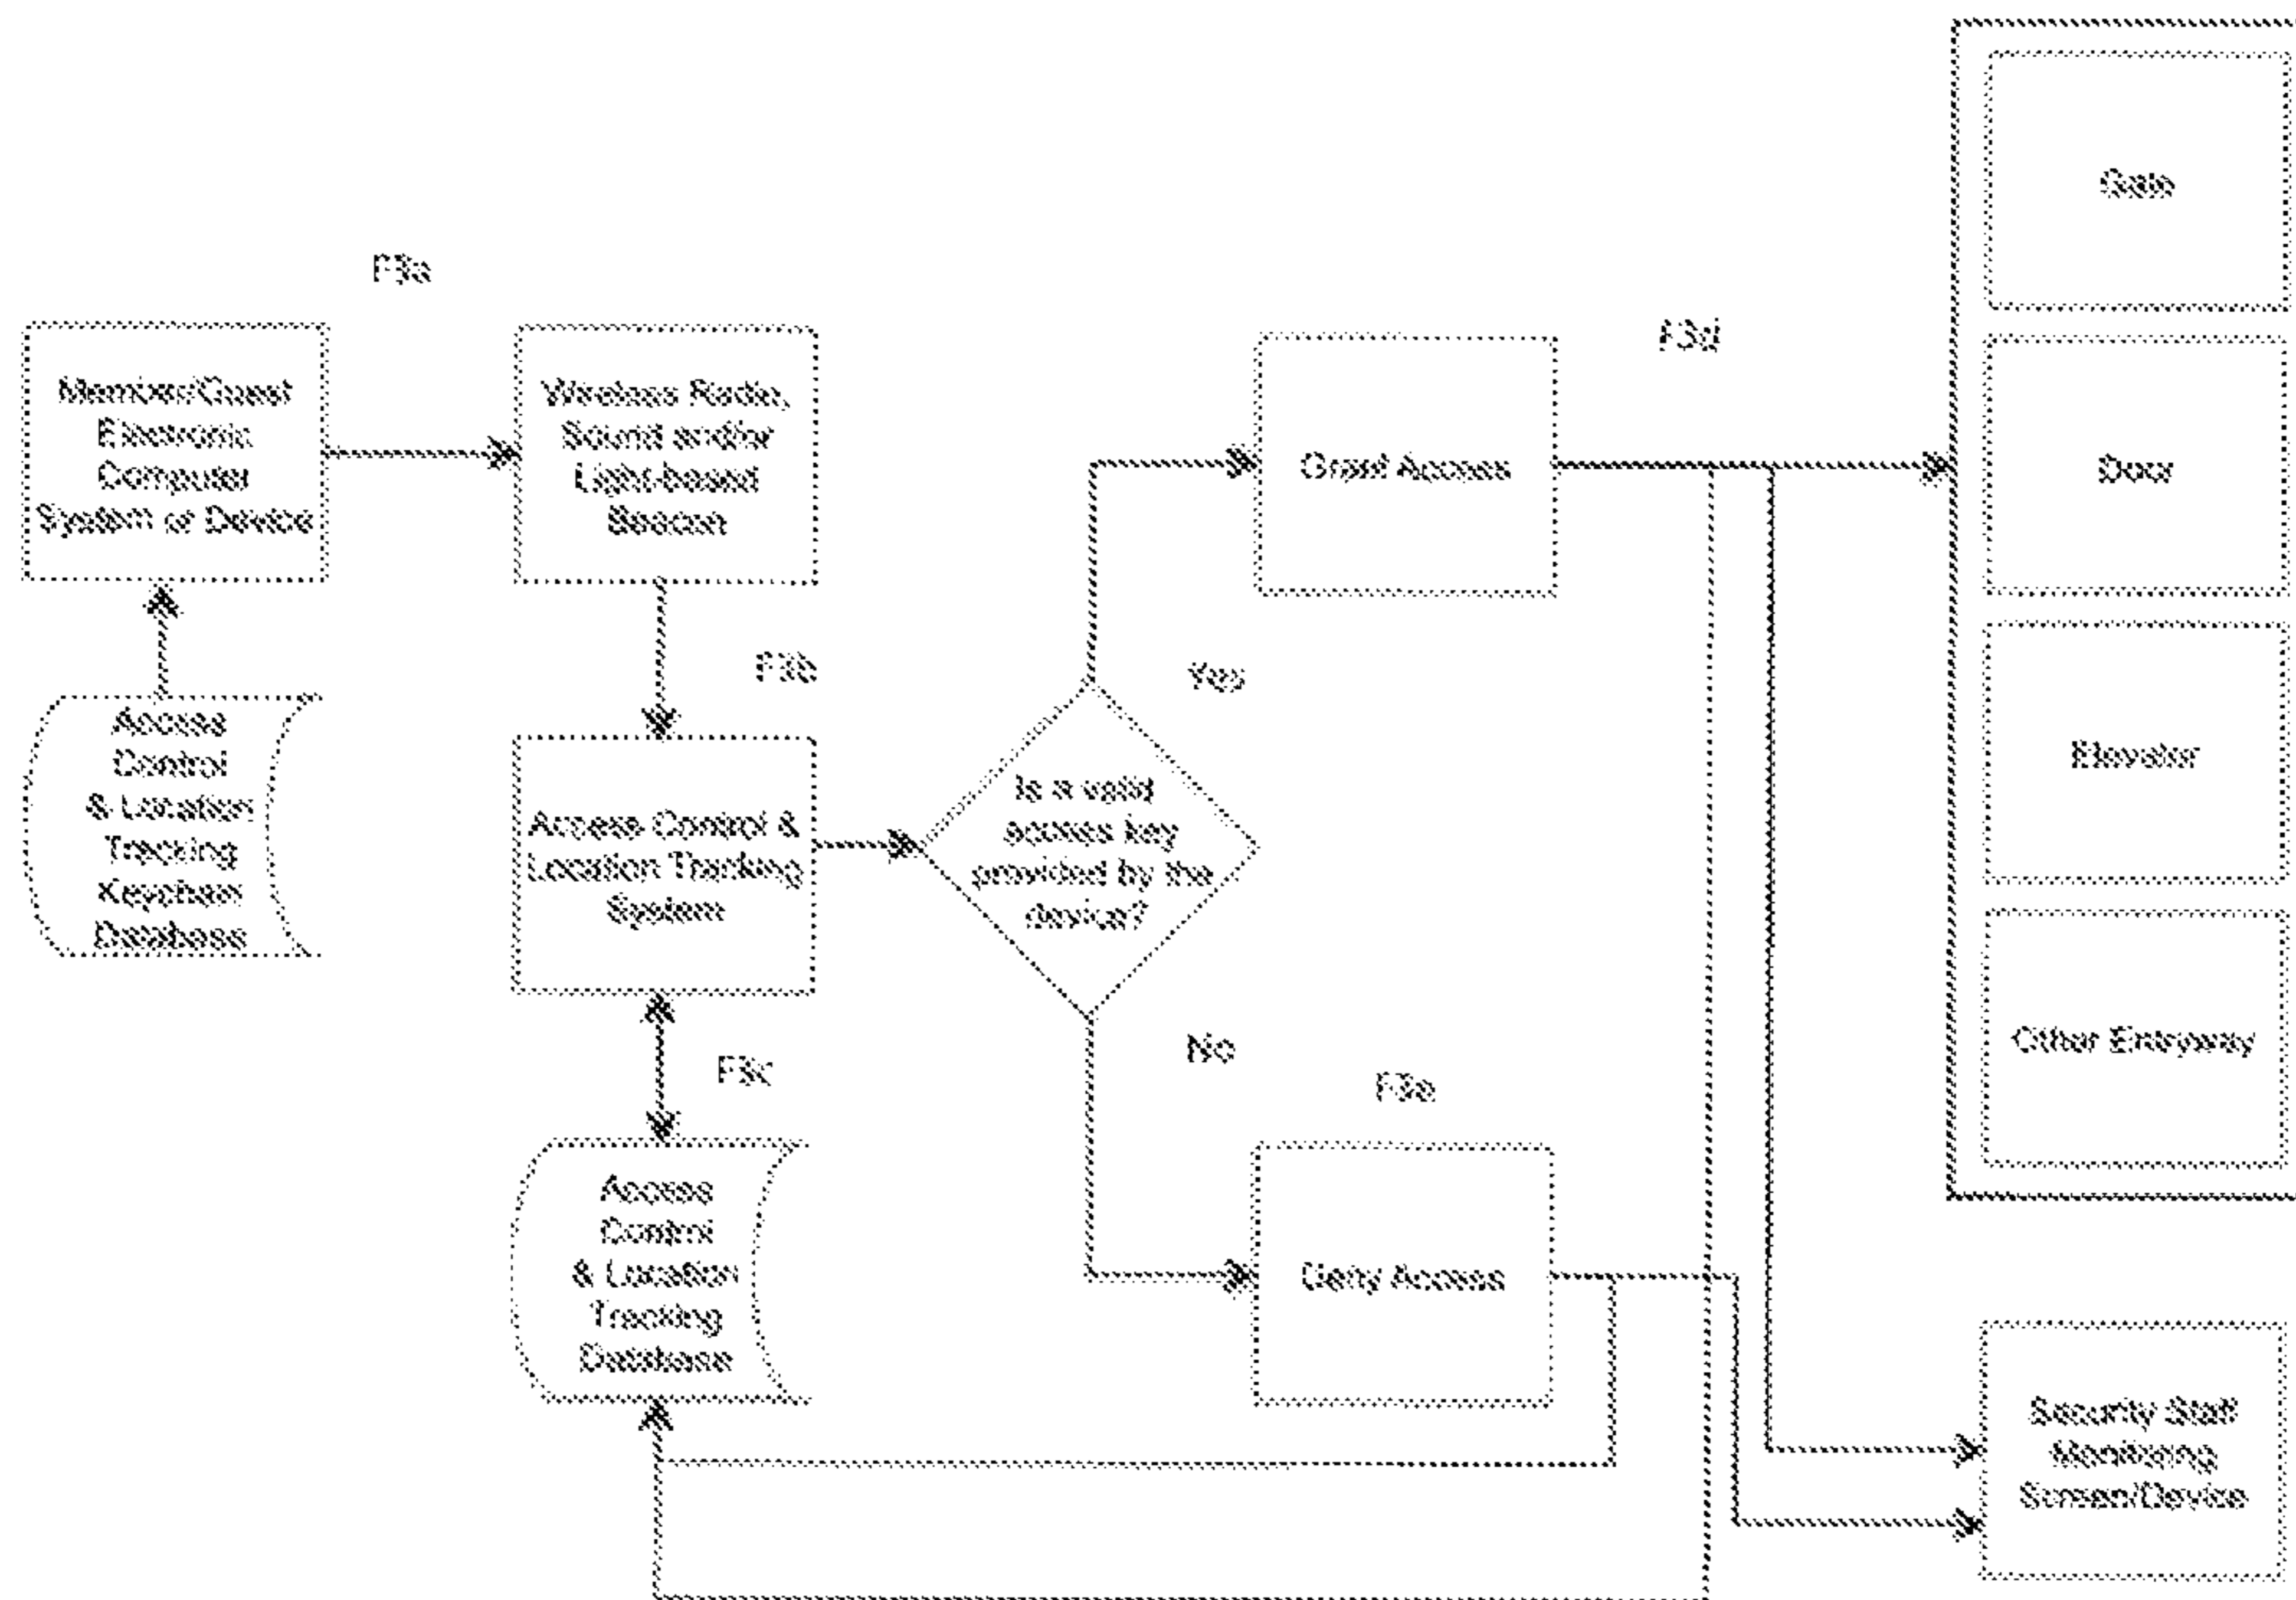 F3a
Member/Guest
Electronic
Computer
System or Device
Wireless Radio,
Sound and/or
Light-based
Beacon
F3b
Access
Control
& Location
Tracking
Keychain
Database
Access Control &
Location Tracking
System
F3c
Access
Control
& Location
Tracking
Database
Is a valid
access key
provided by the
device?
Yes
No
Grant Access
F3d
F3e
Deny Access
Gate
Door
Elevator
Other Entryway
Security Staff
Monitoring
Screen/Device